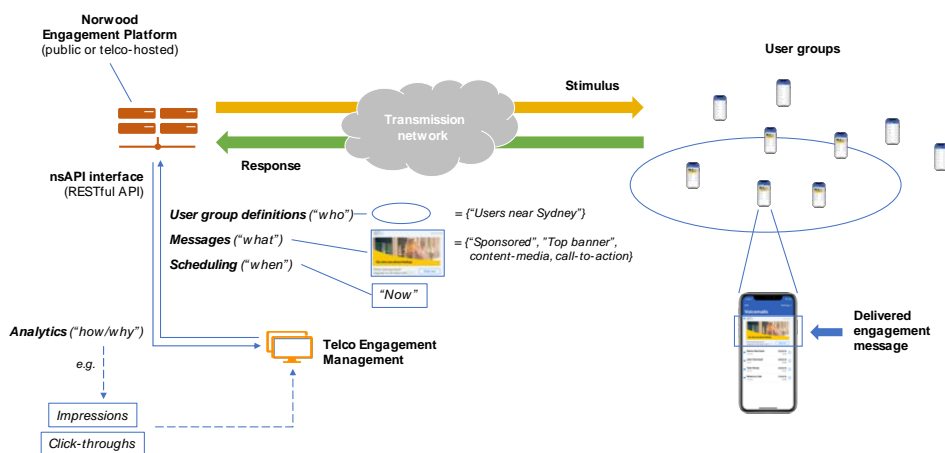 Norwood
Engagement Platform
(public or telco-hosted)
User groups
Stimulus
Transmission
network
Response
nsAPI interface
(RESTful API)
User group definitions (“who”)
= {“Users near Sydney”}
Messages (“what”)
= {“Sponsored”, ”Top banner”,
content-media, call-to-action}
Scheduling (“when”)
“Now”
Analytics (“how/why”)
e.g.
Telco Engagement
Management
Impressions
Click-throughs
Voicemails
Delivered
engagement
message